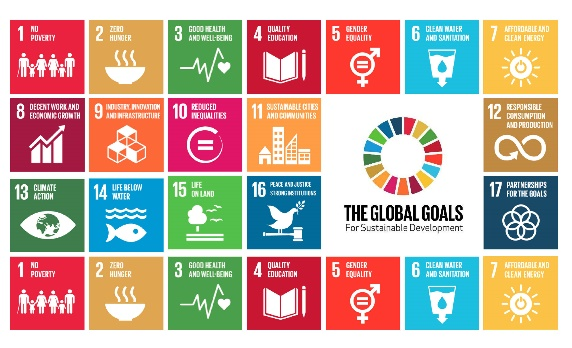 1 NO
POVERTY
2 ZERO
HUNGER
3 GOOD HEALTH
AND WELL-BEING
4 QUALITY
EDUCATION
5 GENDER
EQUALITY
6 CLEAN WATER
AND SANITATION
7 AFFORDABLE AND
CLEAN ENERGY
8 DECENT WORK AND
ECONOMIC GROWTH
9 INDUSTRY, INNOVATION
AND INFRASTRUCTURE
10 REDUCED
INEQUALITIES
11 SUSTAINABLE CITIES
AND COMMUNITIES
12 RESPONSIBLE
CONSUMPTION
AND PRODUCTION
13 CLIMATE
ACTION
14 LIFE BELOW
WATER
15 LIFE
ON LAND
16 PEACE AND JUSTICE
STRONG INSTITUTIONS
THE GLOBAL GOALS
For Sustainable Development
17 PARTNERSHIPS
FOR THE GOALS
1 NO
POVERTY
2 ZERO
HUNGER
3 GOOD HEALTH
AND WELL-BEING
4 QUALITY
EDUCATION
5 GENDER
EQUALITY
6 CLEAN WATER
AND SANITATION
7 AFFORDABLE AND
CLEAN ENERGY